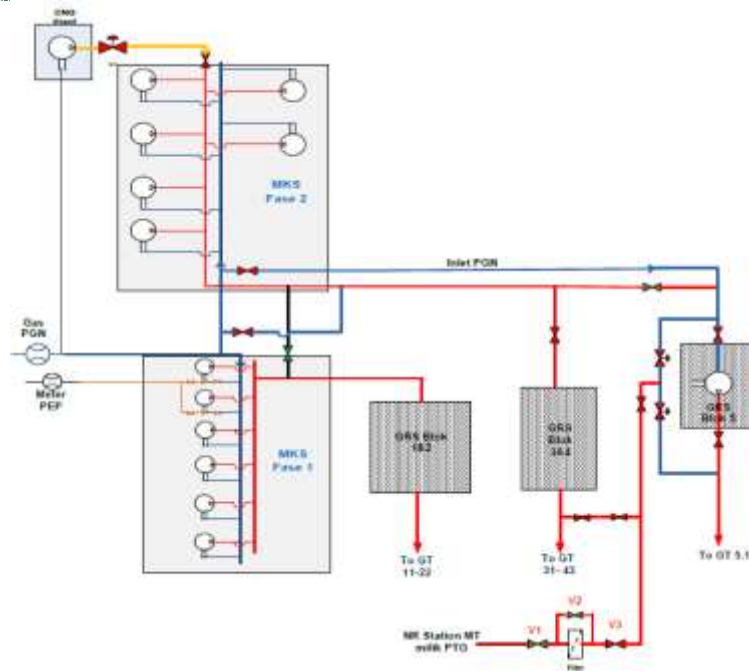 CNG
MKS
Fase 2
Inlet PGN
Gas
PGN
Meter
PEP
MKS
Fase 1
GRS Blok
1&2
GRS
Blok
3&4
GRS
Blok 5
To GT
11-22
To GT
31-43
To GT 5.1
V2
V1
V3
NR Station MT
milik PTG
Filter